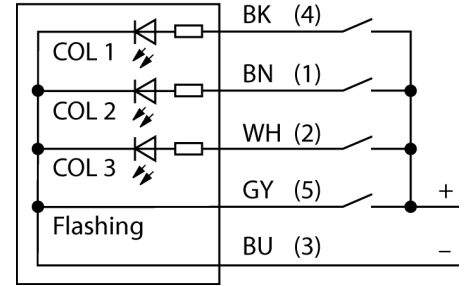 BK (4)
COL 1
BN (1)
COL 2
WH (2)
COL 3
GY (5)
+
Flashing
BU (3)
−